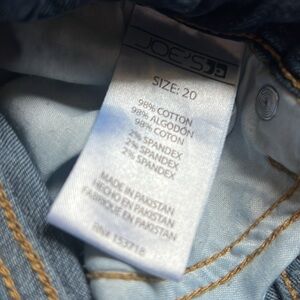 JOE'S
SIZE: 20
98% COTTON
98% ALGODÓN
98% COTON
2% SPANDEX
2% SPANDEX
2% SPANDEX
MADE IN PAKISTAN
HECHO EN PAKISTAN
FABRIQUE EN PAKISTAN
RN# 153718